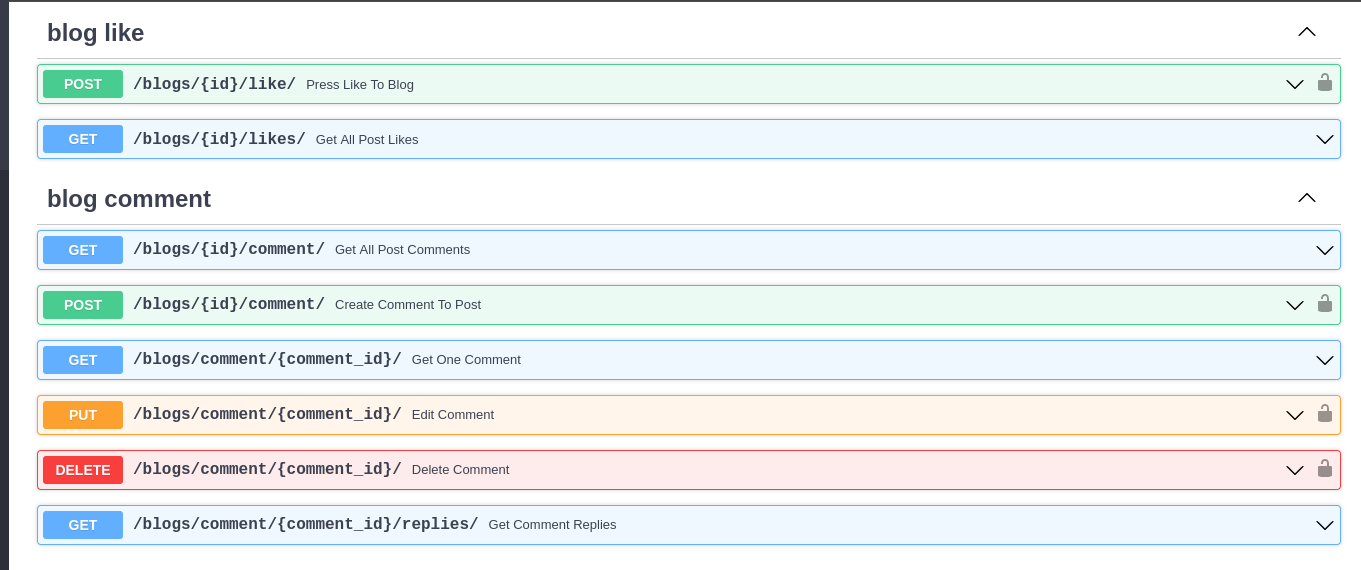 blog like
POST /blogs/{id}/like/ Press Like To Blog
GET /blogs/{id}/likes/ Get All Post Likes
blog comment
GET /blogs/{id}/comment/ Get All Post Comments
POST /blogs/{id}/comment/ Create Comment To Post
GET /blogs/comment/{comment_id}/ Get One Comment
PUT /blogs/comment/{comment_id}/ Edit Comment
DELETE /blogs/comment/{comment_id}/ Delete Comment
GET /blogs/comment/{comment_id}/replies/ Get Comment Replies